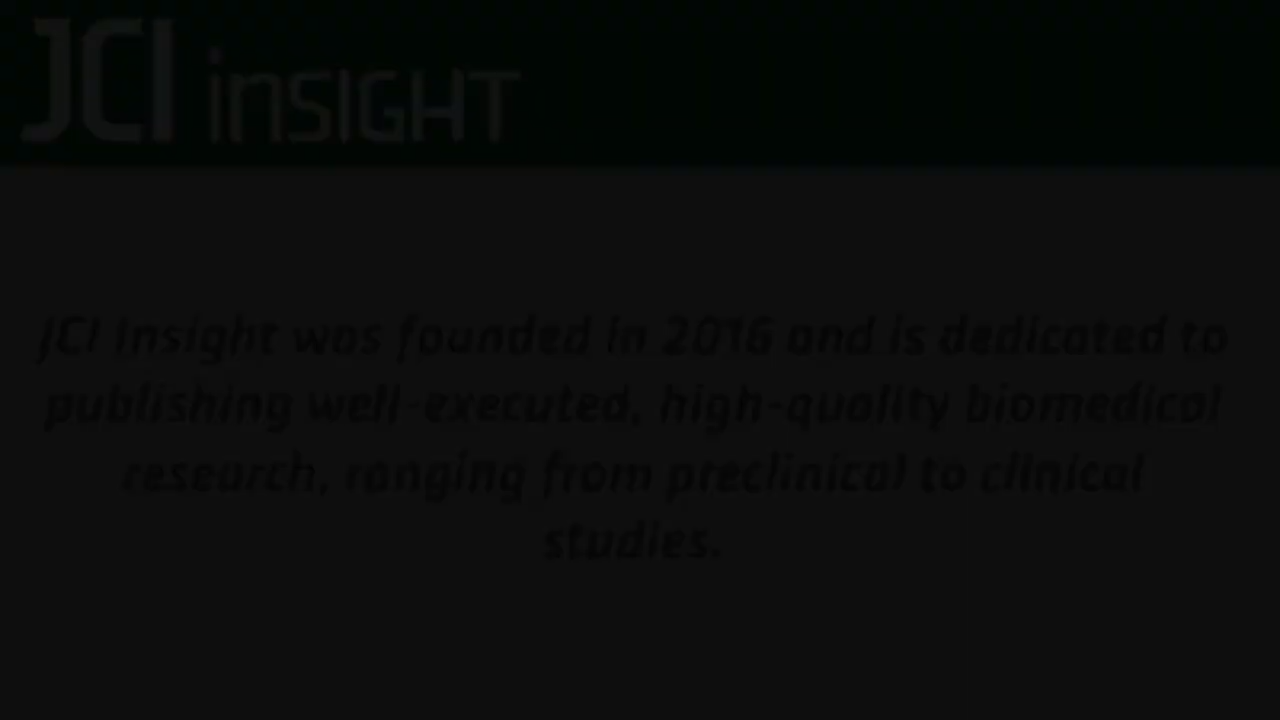 JCI insight
JCI Insight was founded in 2016 and is dedicated to
publishing well-executed, high-quality biomedical
research, ranging from preclinical to clinical
studies.